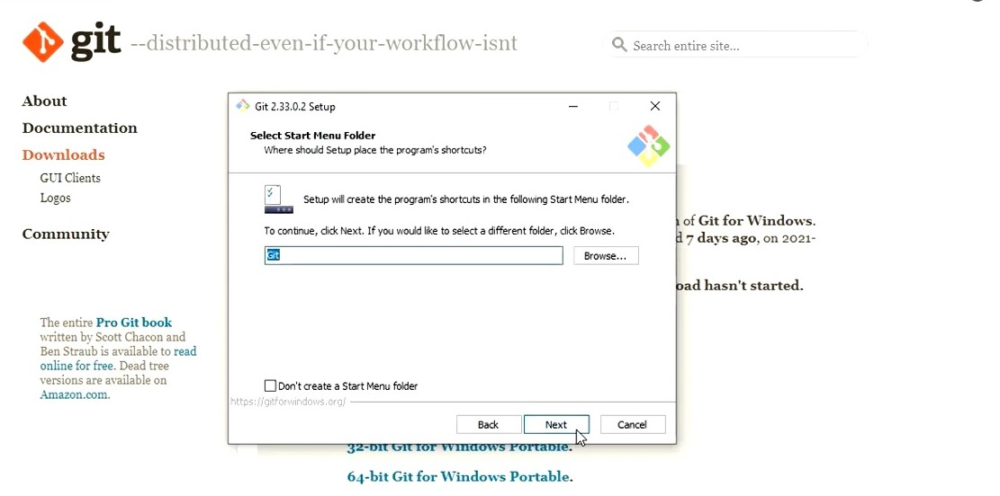 git --distributed-even-if-your-workflow-isnt
Search entire site...
About
Documentation
Downloads
GUI Clients
Logos
Community
The entire Pro Git book
written by Scott Chacon and
Ben Straub is available to read
online for free. Dead tree
versions are available on
Amazon.com.
Git 2.33.0.2 Setup
Select Start Menu Folder
Where should Setup place the program's shortcuts?
Setup will create the program's shortcuts in the following Start Menu folder.
To continue, click Next. If you would like to select a different folder, click Browse.
Git
Browse...
Don't create a Start Menu folder
https://gitforwindows.org/
Back
Next
Cancel
of Git for Windows.
7 days ago, on 2021-
hasn't started.
32-bit Git for Windows Portable.
64-bit Git for Windows Portable.